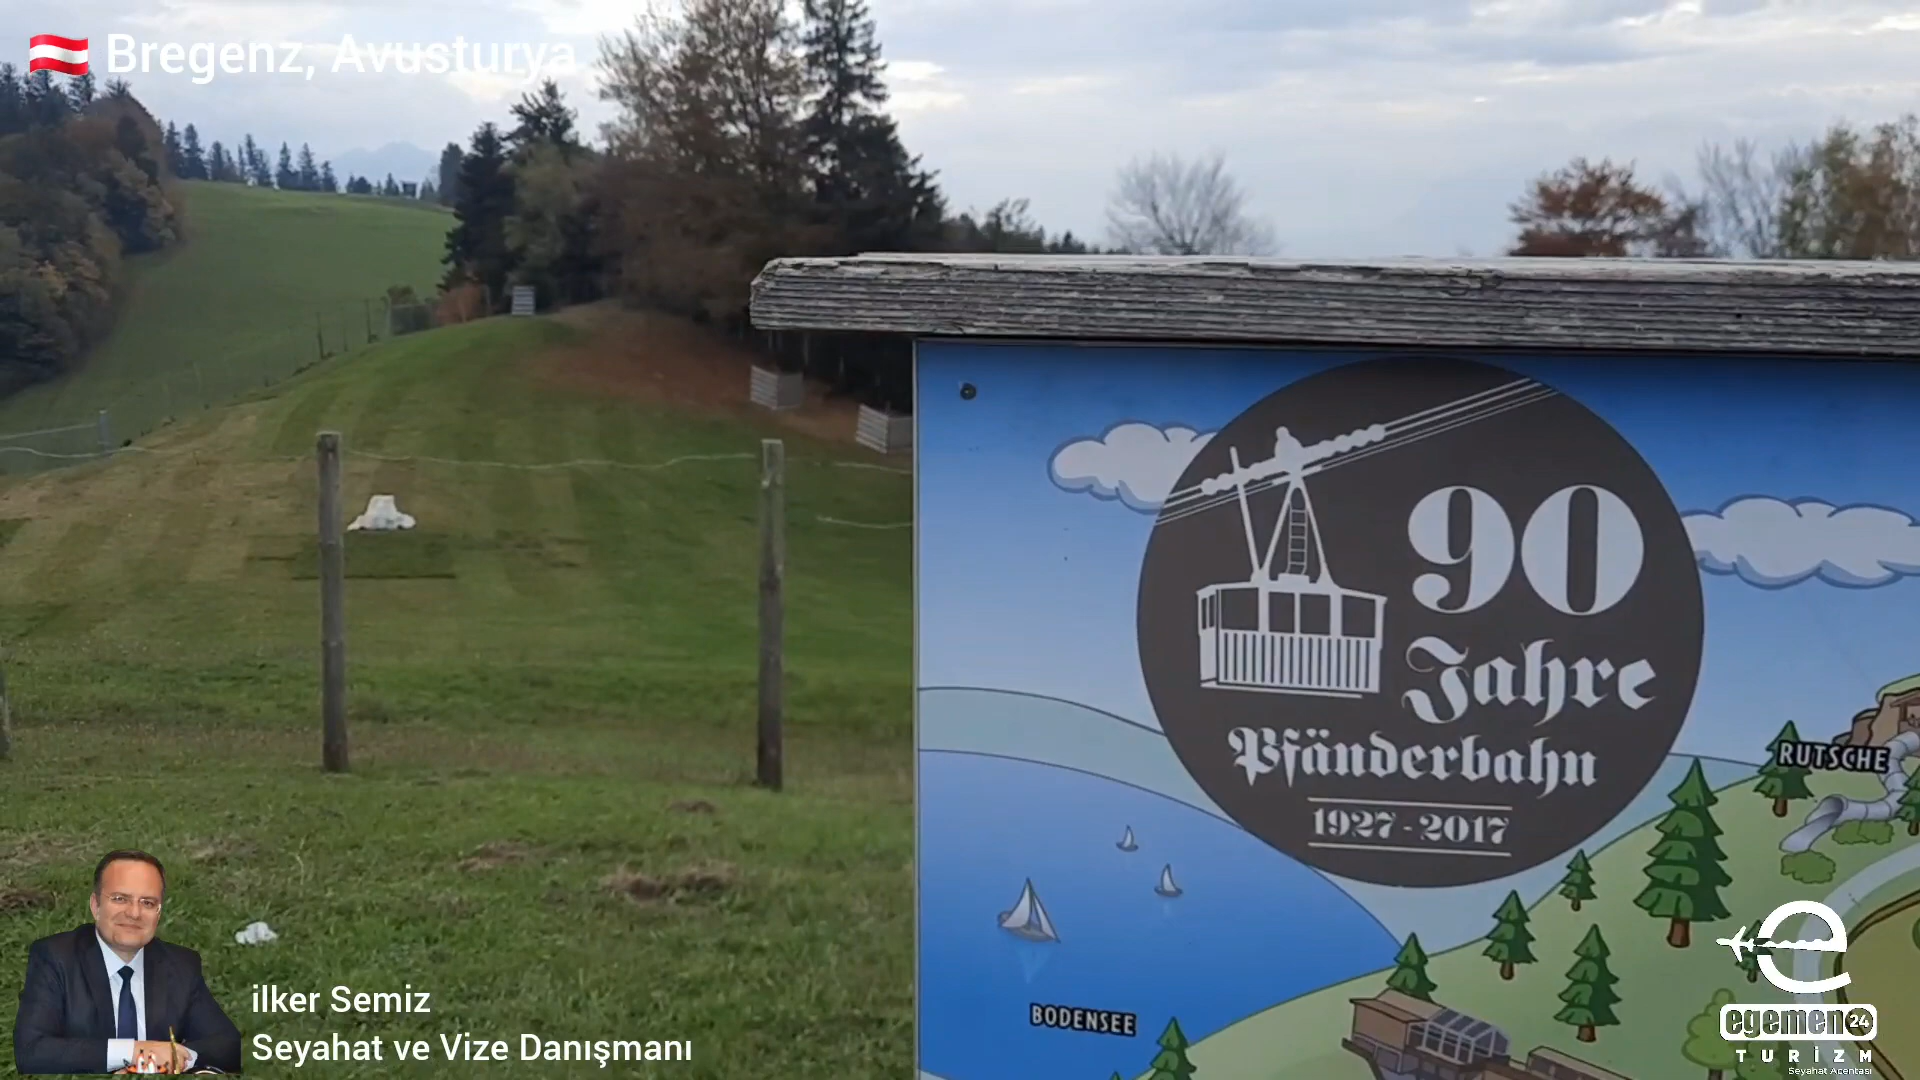 Bregenz, Avusturya
90
Jahre
Pfänderbahn
1927 - 2017
RUTSCHE
BODENSEE
ilker Semiz
Seyahat ve Vize Danışmanı
egemen24
TURİZM
Seyahat Acentası